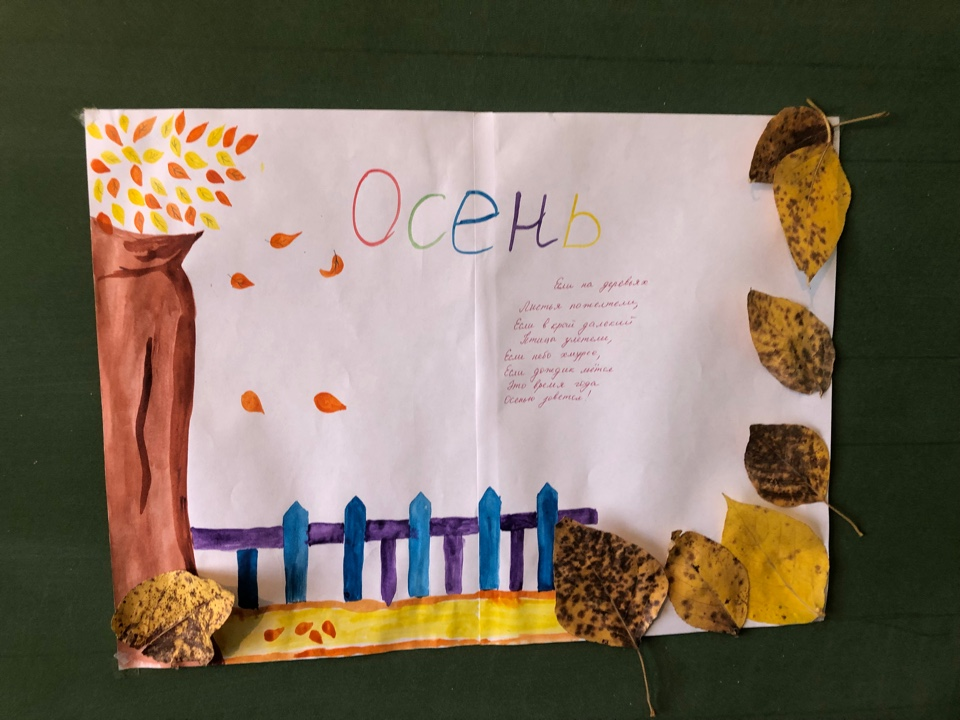 Осень
Если на деревьях
Листья пожелтели,
Если в край далекий
Птицы улетели,
Если небо хмурое,
Если дождик льётся
Это время года
Осенью зовется!